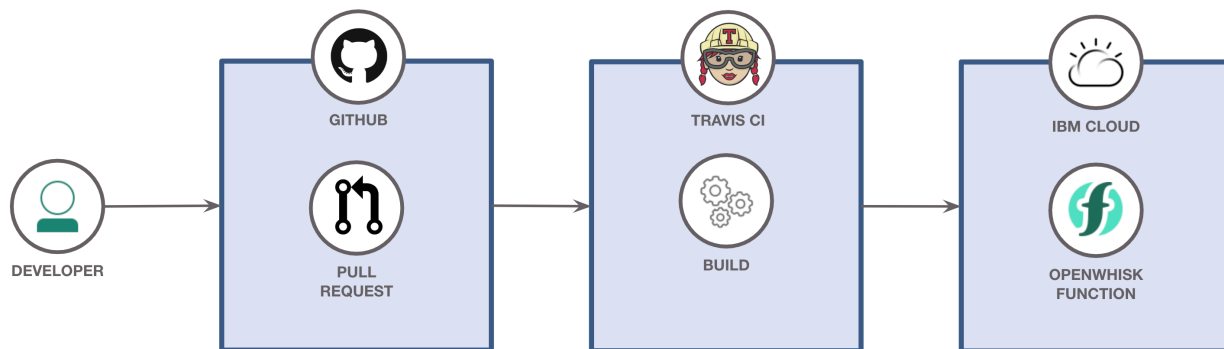 GITHUB
TRAVIS CI
IBM CLOUD
T
DEVELOPER
PULL
REQUEST
BUILD
OPENWHISK
FUNCTION